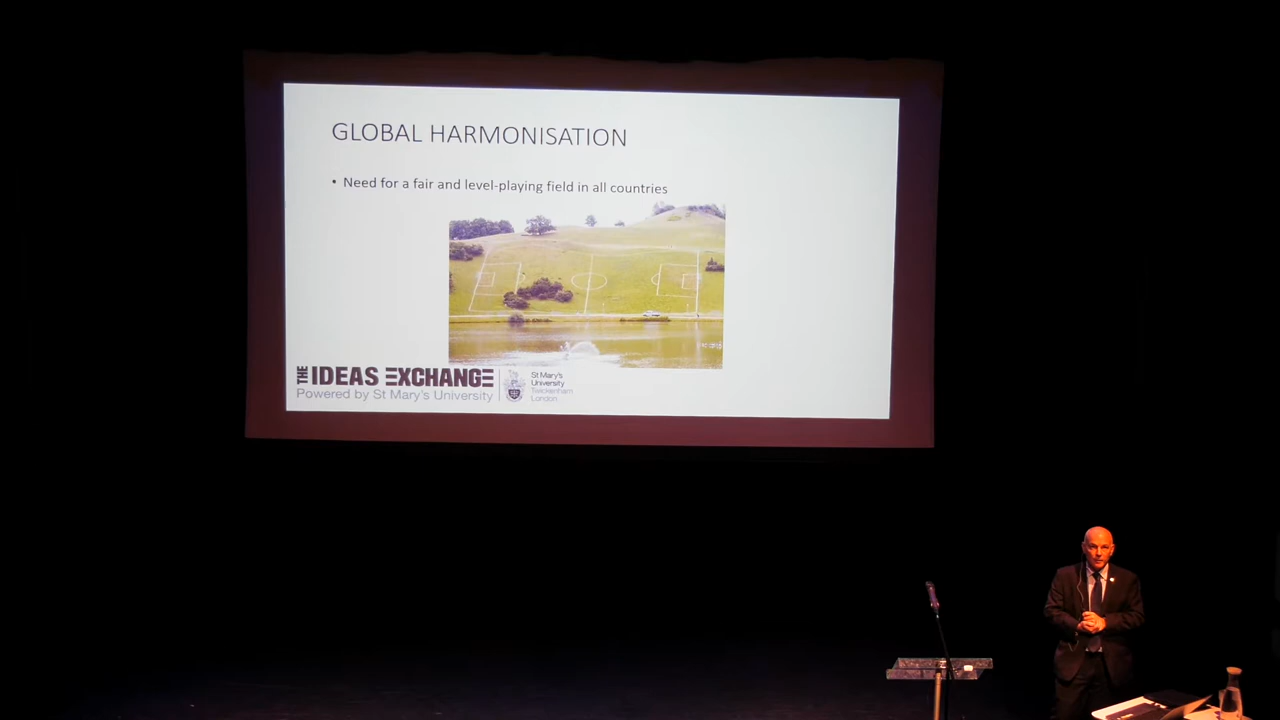 GLOBAL HARMONISATION
• Need for a fair and level-playing field in all countries
THE IDEAS EXCHANGE
Powered by St Mary's University
St Mary's
University
Twickenham
London